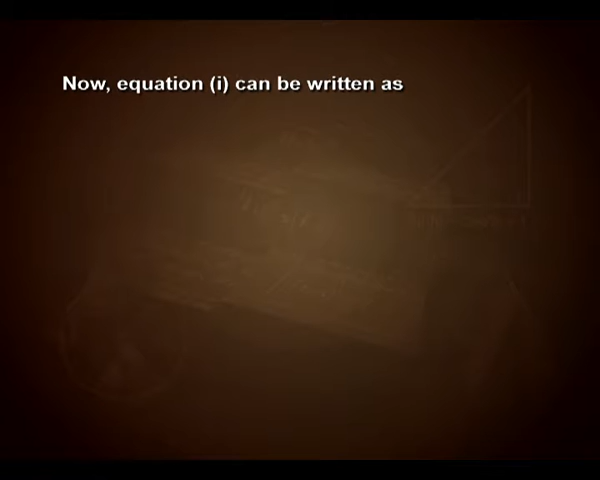 Now, equation (i) can be written as